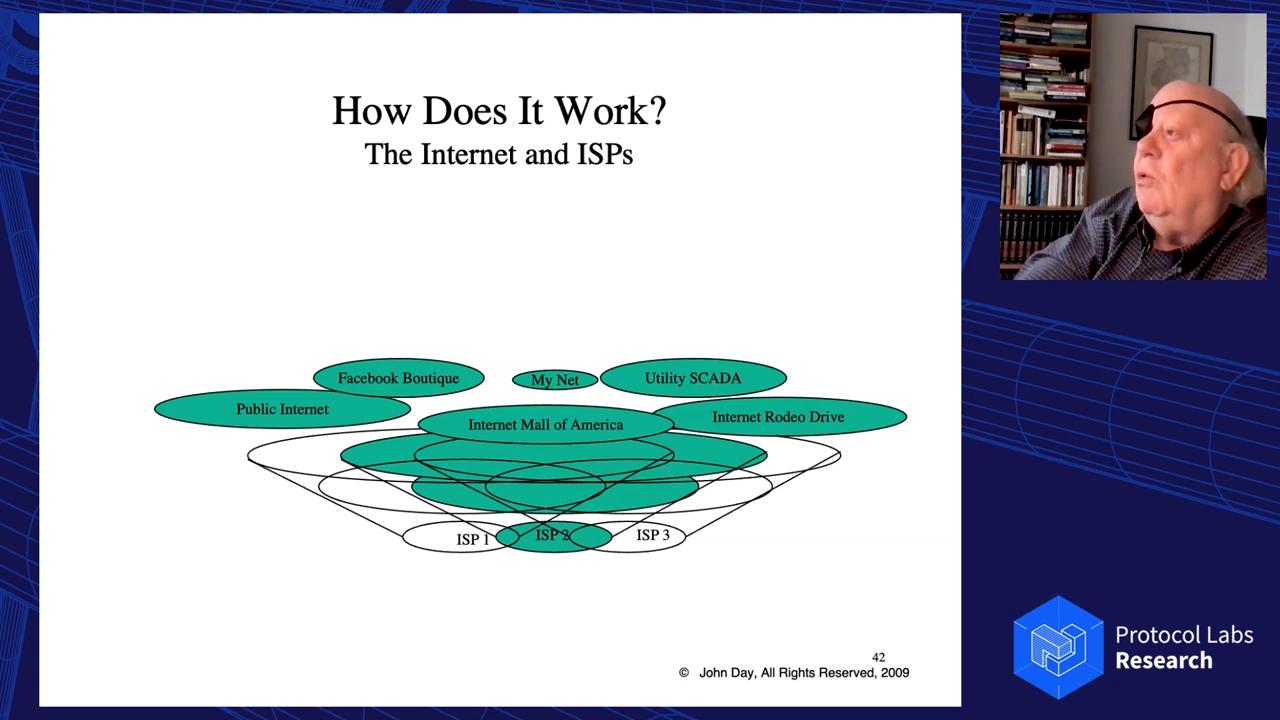 How Does It Work?
The Internet and ISPs
Facebook Boutique
My Net
Utility SCADA
Public Internet
Internet Mall of America
Internet Rodeo Drive
ISP 1
ISP 2
ISP 3
42
© John Day, All Rights Reserved, 2009
Protocol Labs
Research